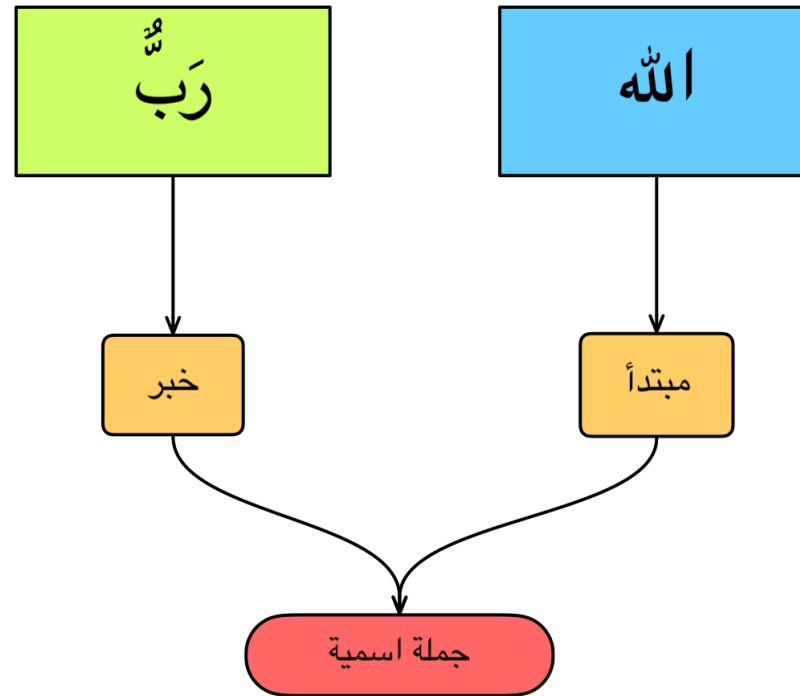 الله
رَبٌّ
مبتدأ
خبر
جملة اسمية